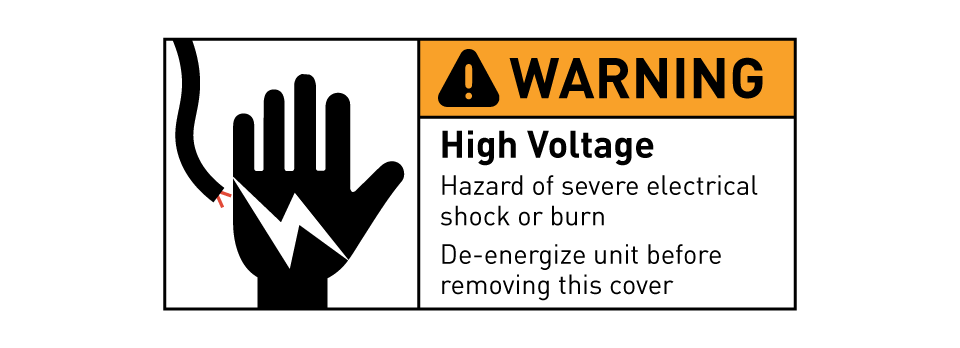 WARNING
High Voltage
Hazard of severe electrical
shock or burn
De-energize unit before
removing this cover